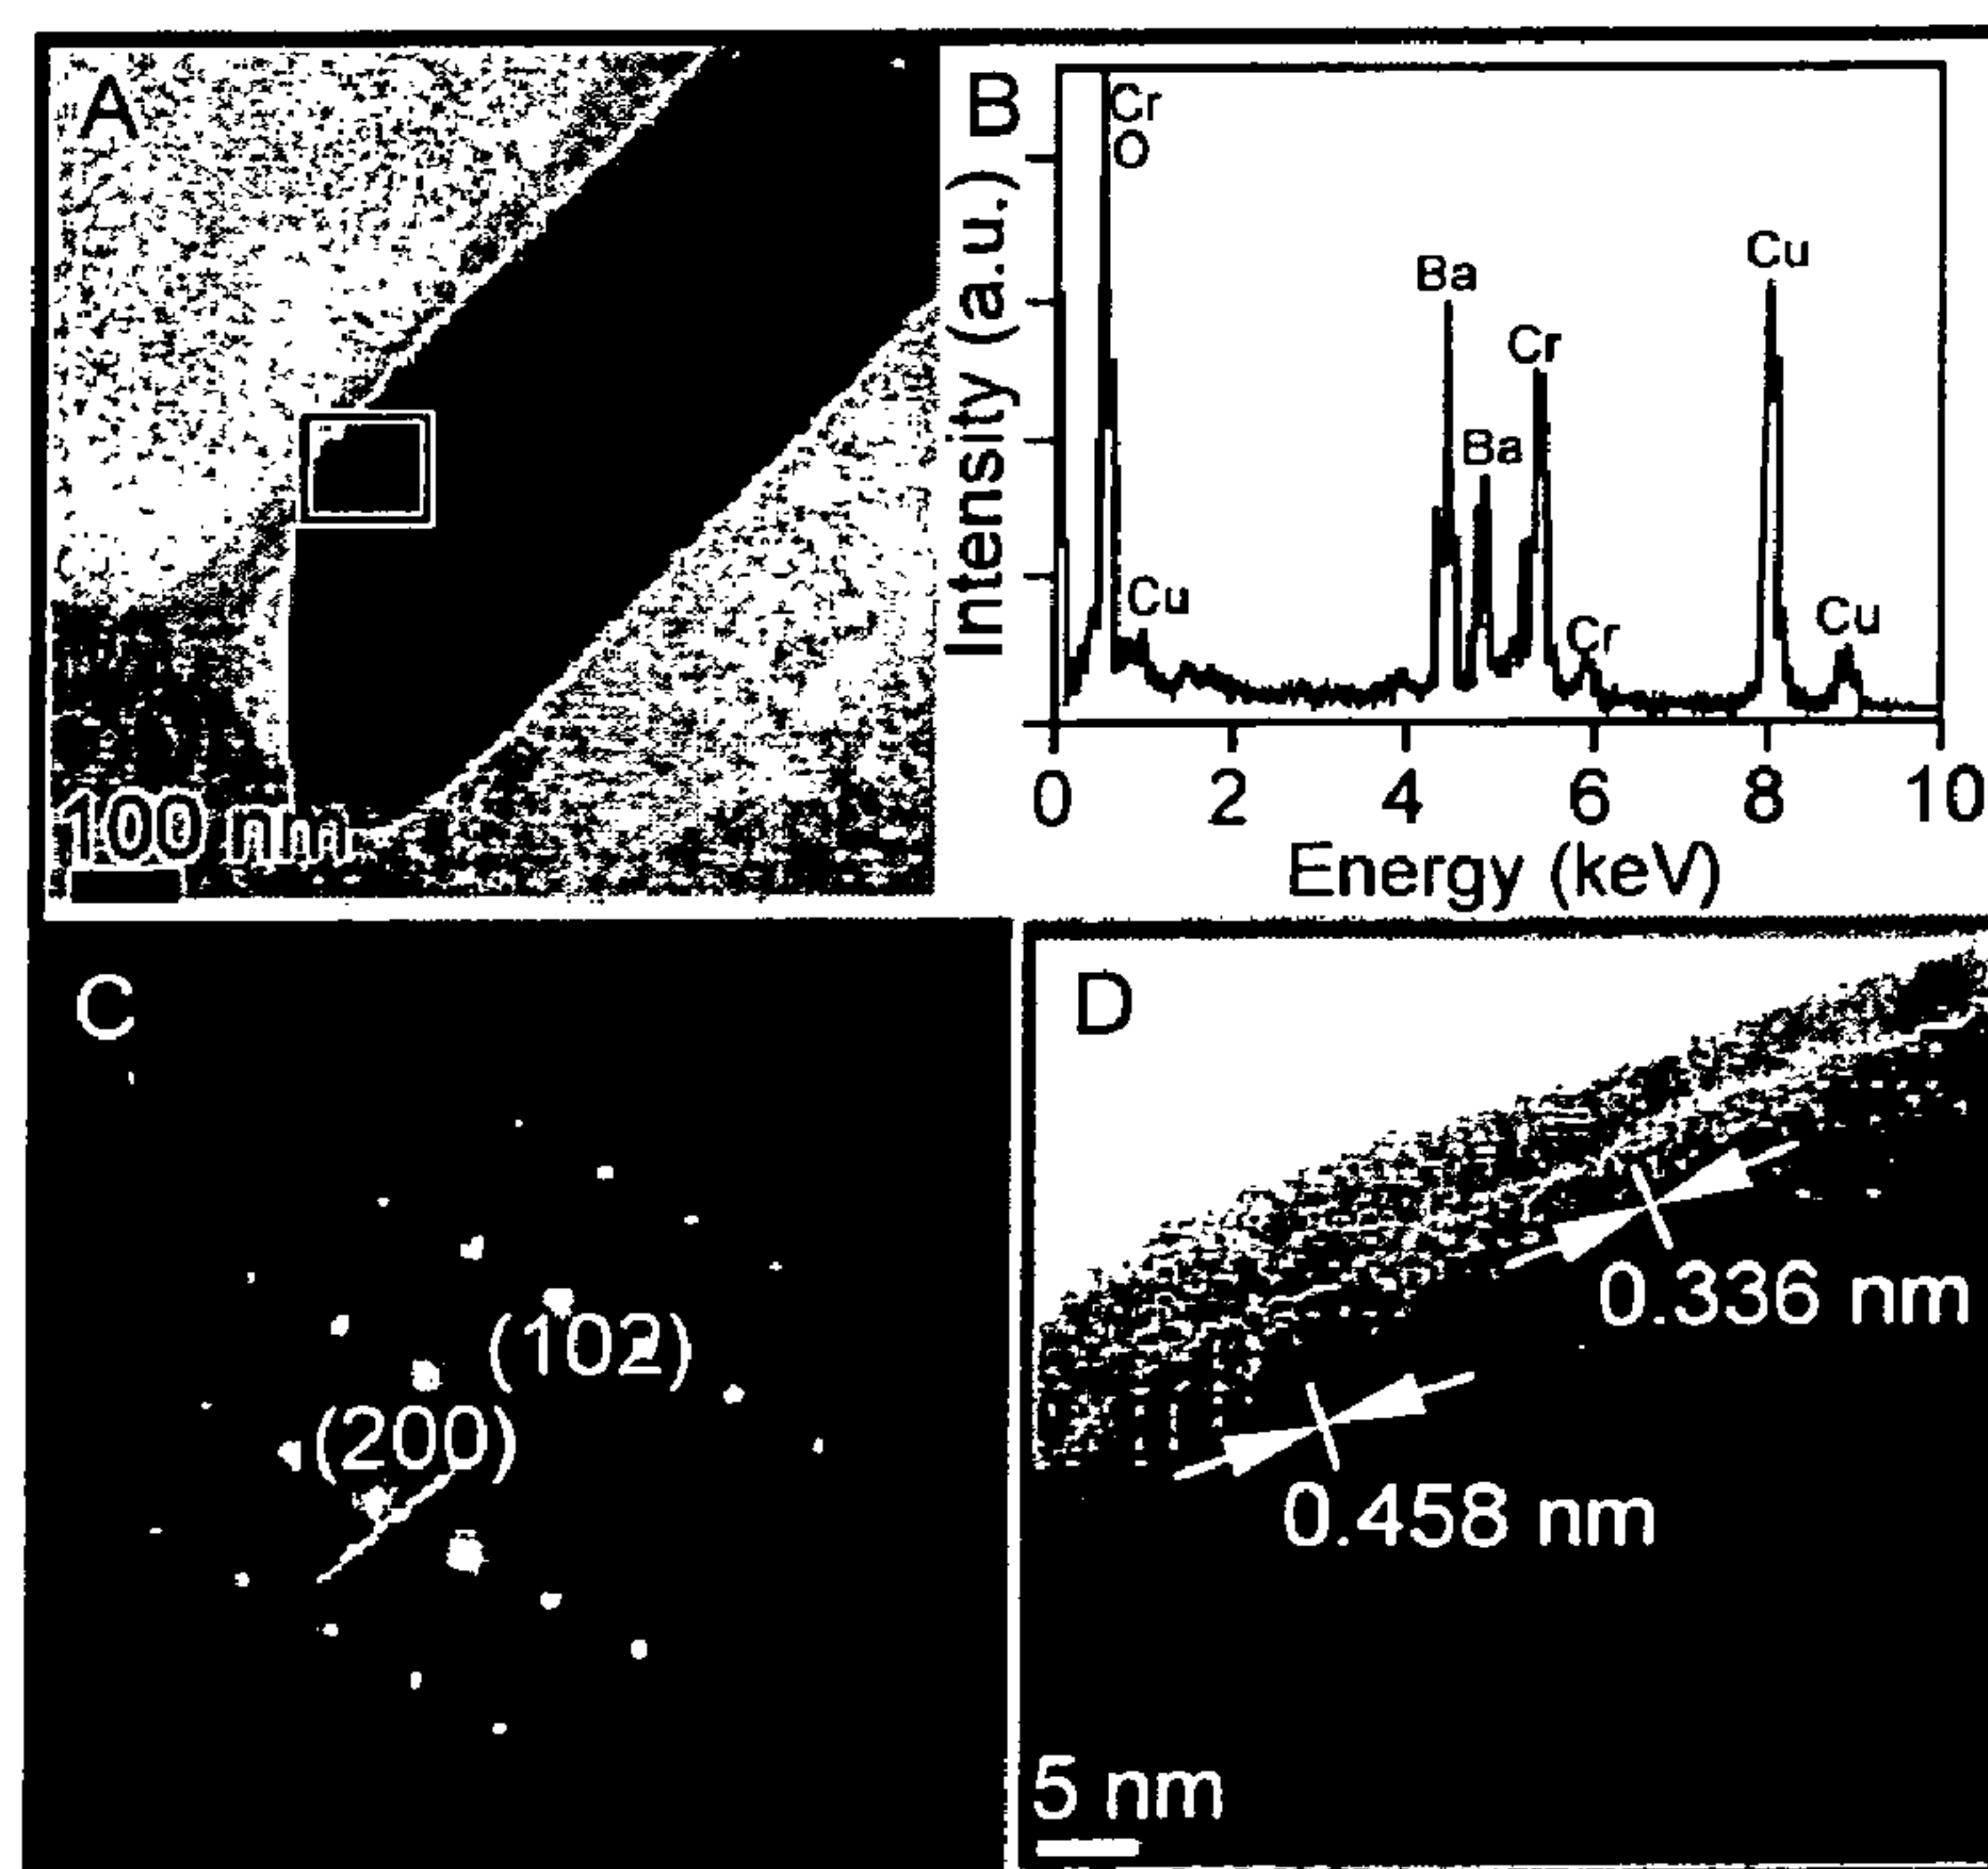 A
100 nm
B
Intensity (a.u.)
Cr
O
Cu
Ba
Ba
Cr
Cr
Cu
Cu
0 2 4 6 8 10
Energy (keV)
C
(102)
(200)
D
0.336 nm
0.458 nm
5 nm